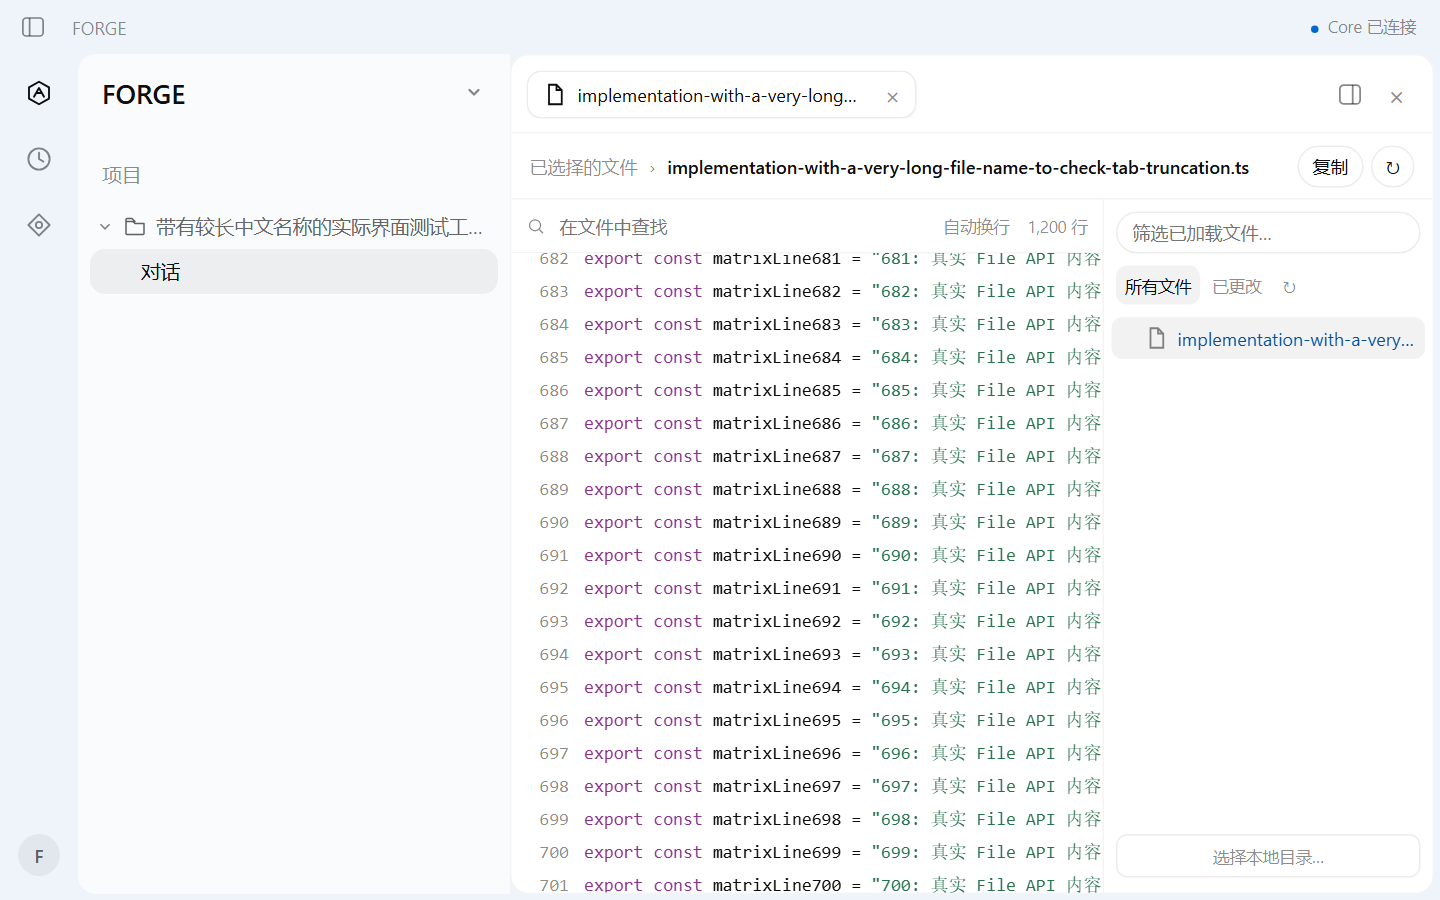 FORGE
Core 已连接
FORGE
项目
带有较长中文名称的实际界面测试工...
对话
F
implementation-with-a-very-long... ×
×
已选择的文件 › implementation-with-a-very-long-file-name-to-check-tab-truncation.ts
复制 ↻
在文件中查找 自动换行 1,200 行
682 export const matrixLine681 = "681: 真实 File API 内容
683 export const matrixLine682 = "682: 真实 File API 内容
684 export const matrixLine683 = "683: 真实 File API 内容
685 export const matrixLine684 = "684: 真实 File API 内容
686 export const matrixLine685 = "685: 真实 File API 内容
687 export const matrixLine686 = "686: 真实 File API 内容
688 export const matrixLine687 = "687: 真实 File API 内容
689 export const matrixLine688 = "688: 真实 File API 内容
690 export const matrixLine689 = "689: 真实 File API 内容
691 export const matrixLine690 = "690: 真实 File API 内容
692 export const matrixLine691 = "691: 真实 File API 内容
693 export const matrixLine692 = "692: 真实 File API 内容
694 export const matrixLine693 = "693: 真实 File API 内容
695 export const matrixLine694 = "694: 真实 File API 内容
696 export const matrixLine695 = "695: 真实 File API 内容
697 export const matrixLine696 = "696: 真实 File API 内容
698 export const matrixLine697 = "697: 真实 File API 内容
699 export const matrixLine698 = "698: 真实 File API 内容
700 export const matrixLine699 = "699: 真实 File API 内容
701 export const matrixLine700 = "700: 真实 File API 内容
筛选已加载文件...
所有文件 已更改 ↻
implementation-with-a-very...
选择本地目录...